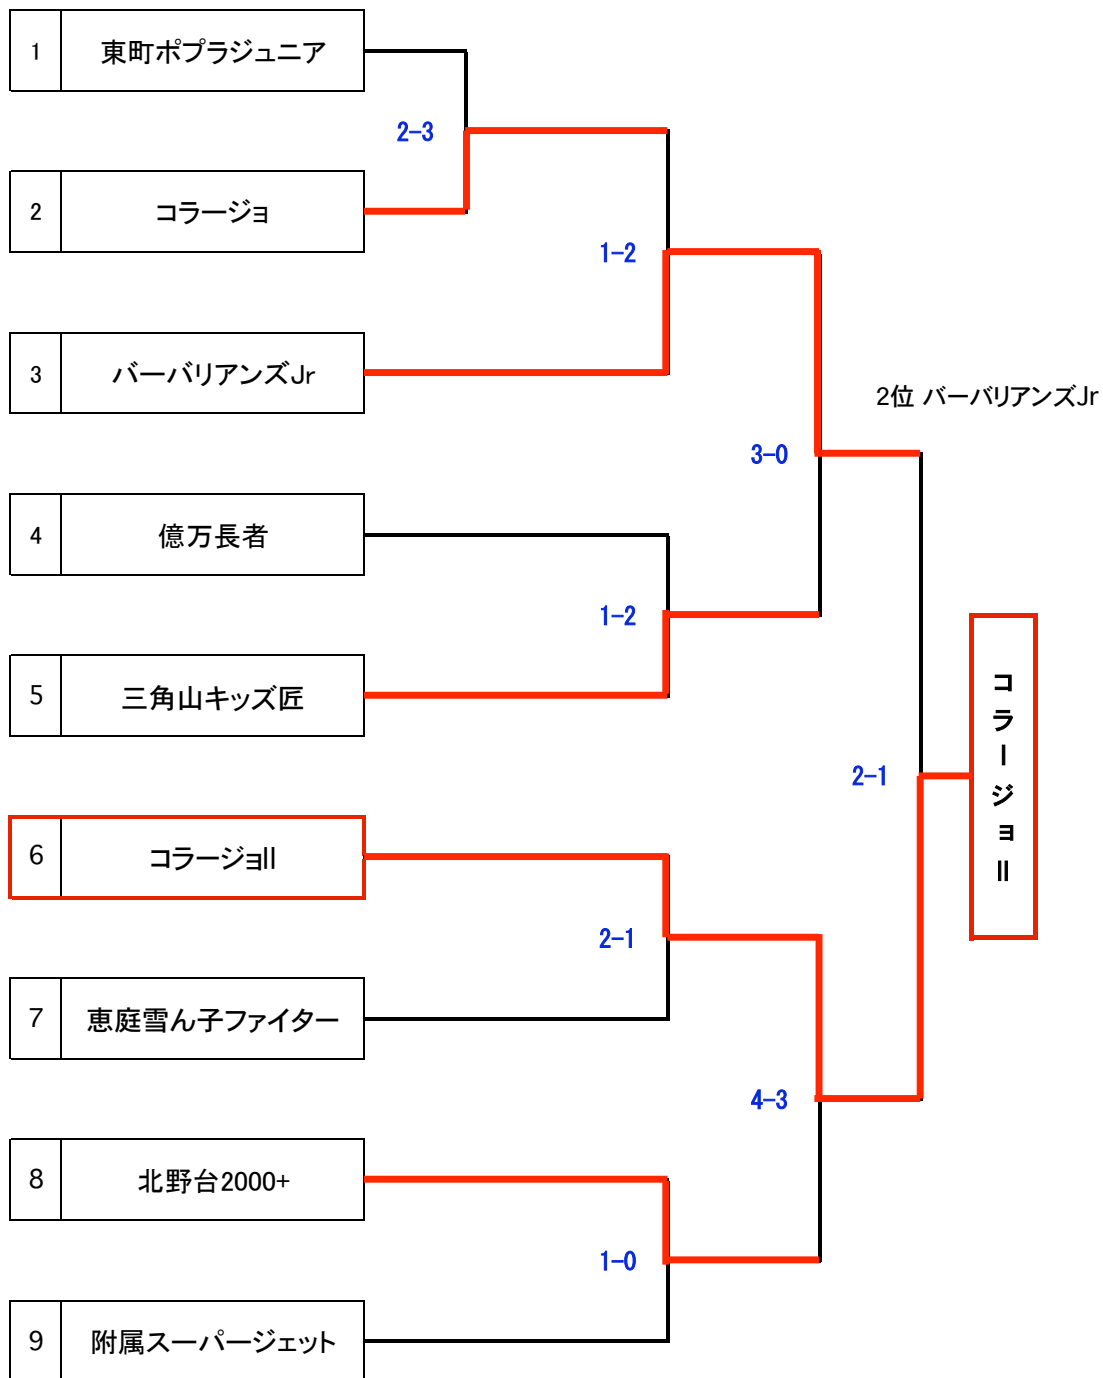 1 東町ポプラジュニア
2-3
2 コラージョ
1-2
3 バーバリアンズJr
2位 バーバリアンズJr
3-0
4 億万長者
1-2
5 三角山キッズ匠
コラージョⅡ
2-1
6 コラージョII
2-1
7 恵庭雪ん子ファイター
4-3
8 北野台2000+
1-0
9 附属スーパージェット